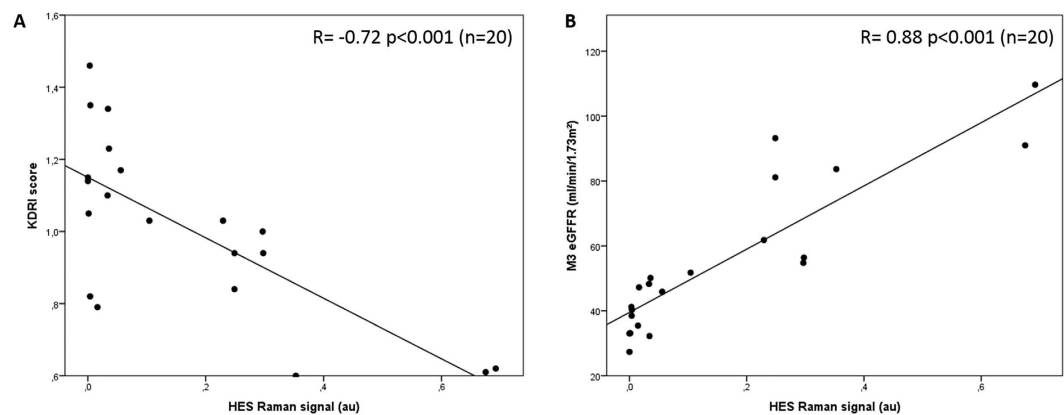 A
R= -0.72 p<0.001 (n=20)
1,6
1,4
1,2
1,0
,8
,6
KDRI score
,0
,2
,4
,6
HES Raman signal (au)
B
R= 0.88 p<0.001 (n=20)
120
100
80
60
40
20
M3 eGFFR (ml/min/1.73m²)
,0
,2
,4
,6
HES Raman signal (au)